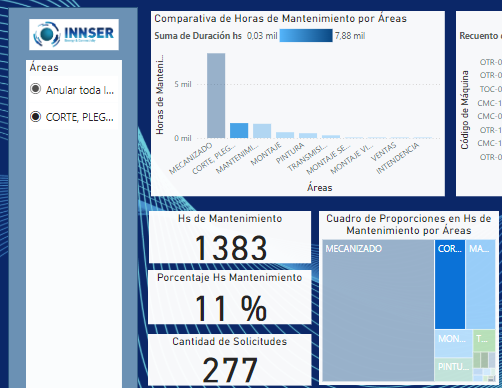 INNSER
Áreas
Anular toda l...
CORTE, PLEG...
Comparativa de Horas de Mantenimiento por Áreas
Suma de Duración hs 0,03 mil 7,88 mil
Horas de Manteni...
5 mil
0 mil
MECANIZADO
CORTE, PLEG...
MANTENIMI...
MONTAJE
PINTURA
TRANSMISI...
MONTAJE SE...
MONTAJE VI...
VENTAS
INTENDENCIA
Áreas
Recuento d
Código de Máquina
OTR-0
OTR-0
TOC-0
CMC-1
CMC-0
OTR-1
CMC-0
OTR-0
Hs de Mantenimiento
1383
Porcentaje Hs Mantenimiento
11 %
Cantidad de Solicitudes
277
Cuadro de Proporciones en Hs de
Mantenimiento por Áreas
MECANIZADO
COR...
MA...
MON...
T...
PINTU...